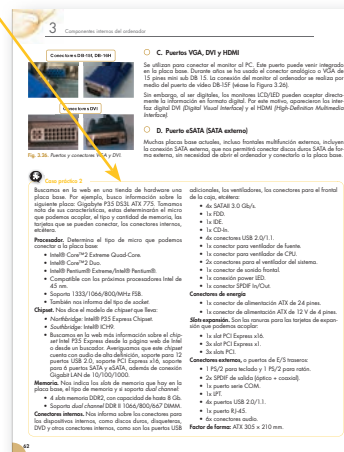 3
Componentes internos del ordenador
Conectores DB-15H, DB-15M
Conectores DVI
Fig. 3.26. Puertos y conectores VGA y DVI.
C. Puertos VGA, DVI y HDMI
Se utilizan para conectar el monitor al PC. Este puerto puede venir integrado
en la placa base. Durante años se ha usado el conector analógico o VGA de
15 pines mini sub DB 15. La conexión del monitor al ordenador se realiza por
medio del puerto de vídeo DB-15F (véase la Figura 3.26).
Sin embargo, al ser digitales, los monitores LCD/LED pueden aceptar directa-
mente la información en formato digital. Por este motivo, aparecieron las inter-
faz digital DVI (Digital Visual Interface) y el HDMI (High-Definition Multimedia
Interface).
D. Puerto eSATA (SATA externo)
Muchas placas base actuales, incluso frontales multifunción externos, incluyen
la conexión SATA externa, que nos permitirá conectar discos duros SATA de for-
ma externa, sin necesidad de abrir el ordenador y conectarlo a la placa base.
Caso práctico 2
Buscamos en la web en una tienda de hardware una
placa base. Por ejemplo, busco información sobre la
siguiente placa: Gigabyte P35 DS3L ATX 775. Tomamos
nota de sus características, estas determinarán el micro
que podemos acoplar, el tipo y cantidad de memoria, las
tarjetas que se pueden conectar, los conectores internos,
etcétera.
Procesador. Determina el tipo de micro que podemos
conectar a la placa base:
• Intel® Core™2 Extreme Quad-Core.
• Intel® Core™2 Duo.
• Intel® Pentium® Extreme/Intel® Pentium®.
• Compatible con los próximos procesadores Intel de
45 nm.
• Soporta 1333/1066/800/MHz FSB.
• También nos informa del tipo de socket.
Chipset. Nos dice el modelo de chipset que lleva:
• Northbridge: Intel® P35 Express Chipset.
• Southbridge: Intel® ICH9.
• Buscamos en la web más información sobre el chip-
set Intel P35 Express desde la página web de Intel
o desde un buscador. Averiguamos que este chipset
cuenta con audio de alta definición, soporte para 12
puertos USB 2.0, soporte PCI Express x16, soporte
para 6 puertos SATA y eSATA, además de conexión
Gigabit LAN de 10/100/1000.
Memoria. Nos indica los slots de memoria que hay en la
placa base, el tipo de memoria y si soporta dual channel:
• 4 slots memoria DDR2, con capacidad de hasta 8 Gb.
• Soporta dual channel DDR II 1066/800/667 DIMM.
Conectores internos. Nos informa sobre los conectores para
los dispositivos internos, como discos duros, disqueteras,
DVD y otros conectores internos, como son los puertos USB
adicionales, los ventiladores, los conectores para el frontal
de la caja, etcétera:
• 4x SATAII 3.0 Gb/s.
• 1x FDD.
• 1x IDE.
• 1x CD-In.
• 4x conectores USB 2.0/1.1.
• 1x conector para ventilador de fuente.
• 1x conector para ventilador de CPU.
• 2x conectores para el ventilador del sistema.
• 1x conector de sonido frontal.
• 1x conexión power LED.
• 1x conector SPDIF In/Out.
Conectores de energía
• 1x conector de alimentación ATX de 24 pines.
• 1x conector de alimentación ATX de 12 V de 4 pines.
Slots expansión. Son las ranuras para las tarjetas de expan-
sión que podemos acoplar:
• 1x slot PCI Express x16.
• 3x slot PCI Express x1.
• 3x slots PCI.
Conectores externos, o puertos de E/S traseros:
• 1 PS/2 para teclado y 1 PS/2 para ratón.
• 2x SPDIF de salida (óptico + coaxial).
• 1x puerto serie COM.
• 1x LPT.
• 4x puertos USB 2.0/1.1.
• 1x puerto RJ-45.
• 6x conectores audio.
Factor de forma: ATX 305 x 210 mm.
62